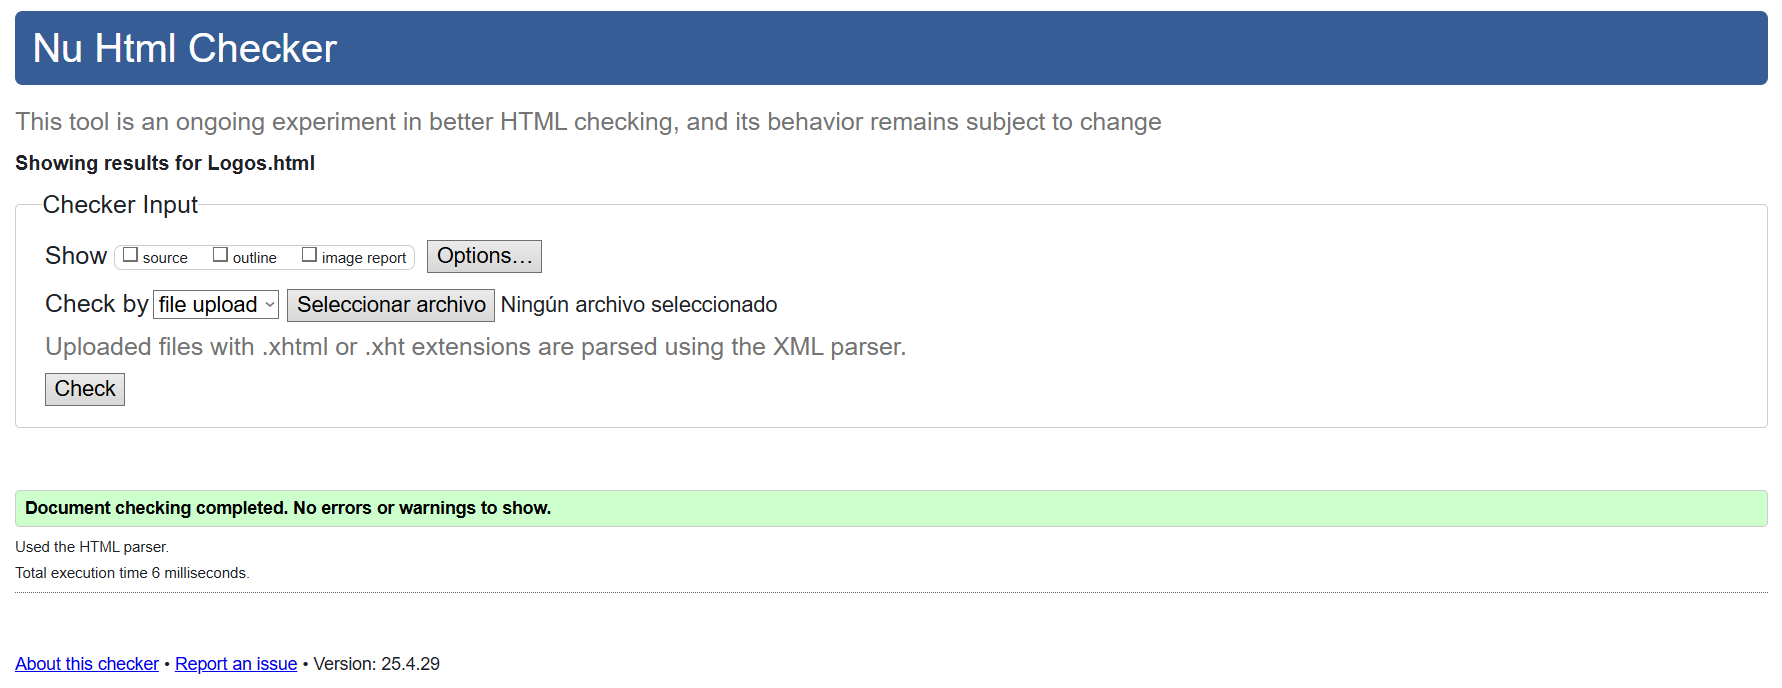 Nu Html Checker
This tool is an ongoing experiment in better HTML checking, and its behavior remains subject to change
Showing results for Logos.html
Checker Input
Show source outline image report Options…
Check by file upload Seleccionar archivo Ningún archivo seleccionado
Uploaded files with .xhtml or .xht extensions are parsed using the XML parser.
Check
Document checking completed. No errors or warnings to show.
Used the HTML parser.
Total execution time 6 milliseconds.
About this checker • Report an issue • Version: 25.4.29